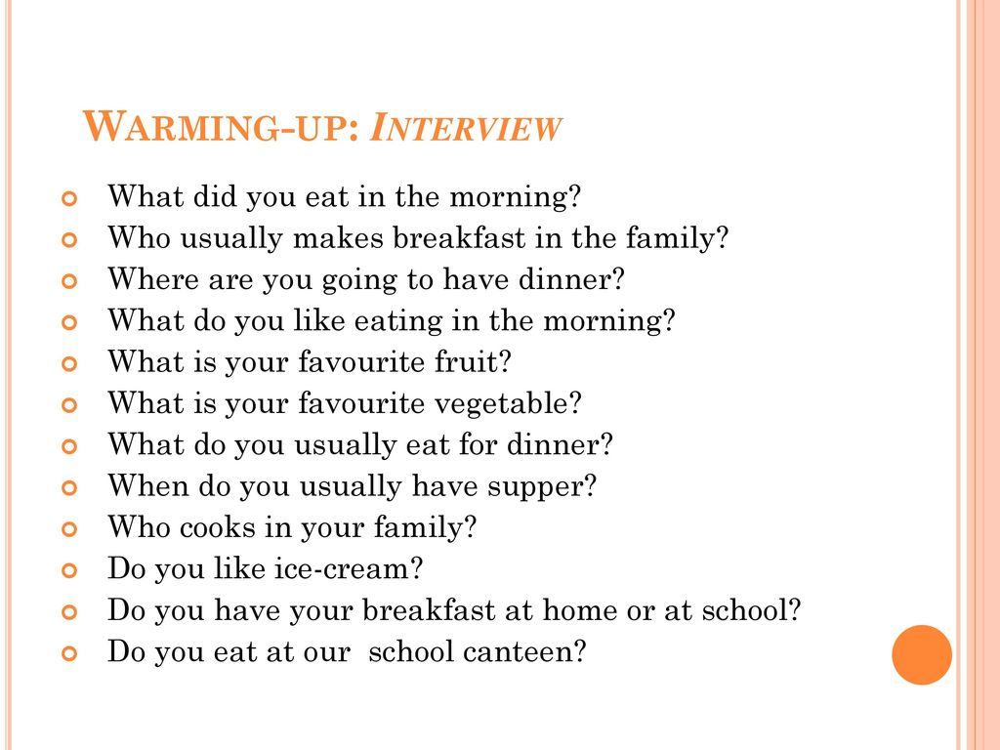 WARMING-UP: INTERVIEW
What did you eat in the morning?
Who usually makes breakfast in the family?
Where are you going to have dinner?
What do you like eating in the morning?
What is your favourite fruit?
What is your favourite vegetable?
What do you usually eat for dinner?
When do you usually have supper?
Who cooks in your family?
Do you like ice-cream?
Do you have your breakfast at home or at school?
Do you eat at our  school canteen?